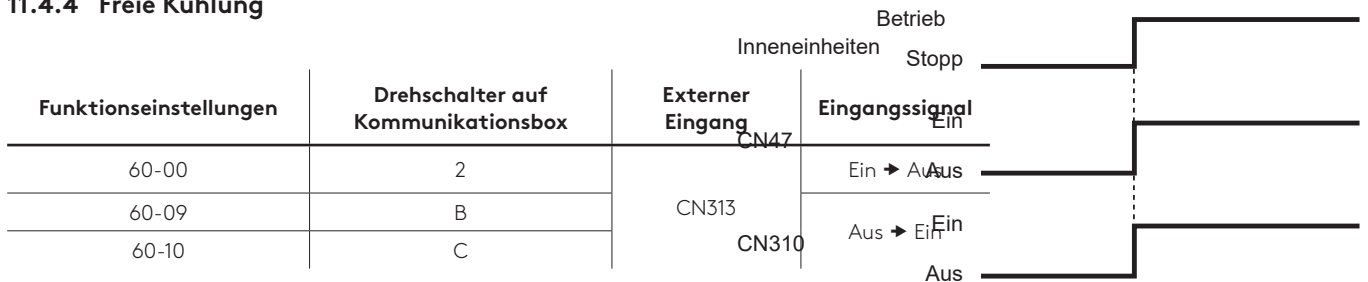 11.4.4 Freie Kühlung
Funktionseinstellungen
Drehschalter auf
Kommunikationsbox
Externer
Eingang
Eingangssignal
60-00
2
CN313
Ein ➔ Aus
60-09
B
Aus ➔ Ein
60-10
C
Betrieb
Inneneinheiten
Stopp
Ein
CN47
Aus
Ein
CN310
Aus